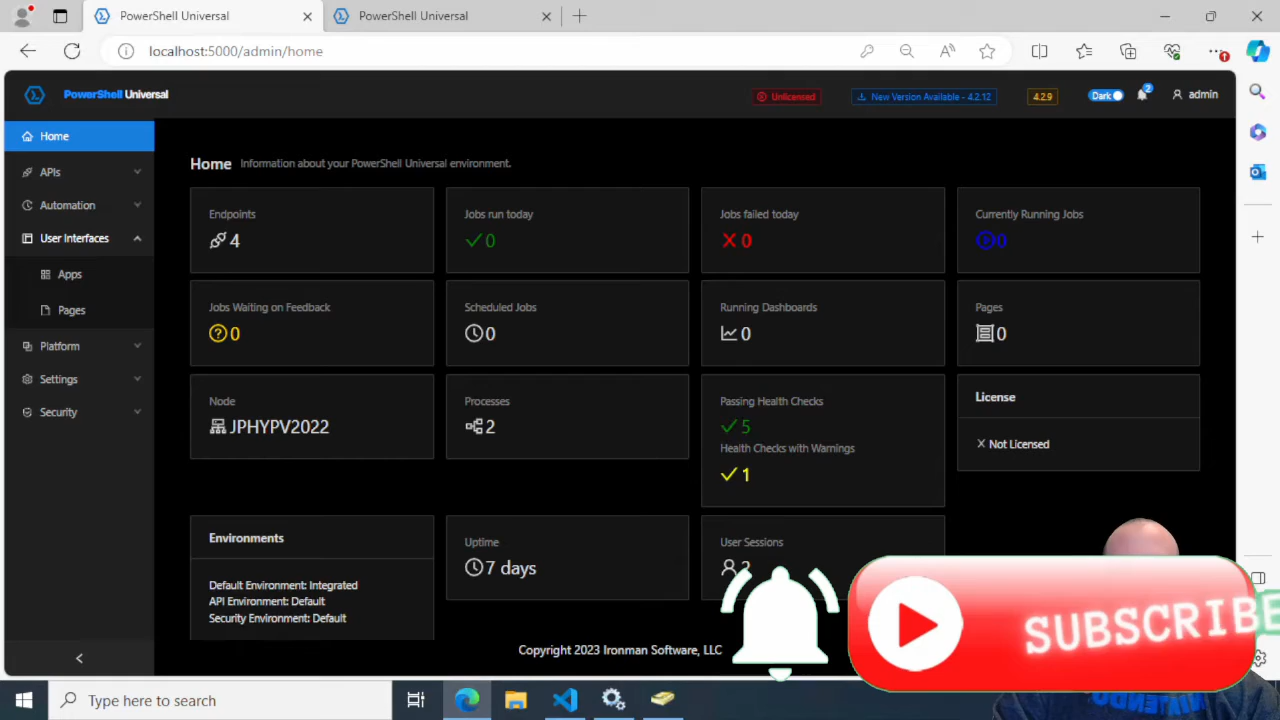 PowerShell Universal
PowerShell Universal
localhost:5000/admin/home
PowerShell Universal
Unlicensed
New Version Available - 4.2.12
4.2.9
Dark
2
admin
Home
APIs
Automation
User Interfaces
Apps
Pages
Platform
Settings
Security
Home Information about your PowerShell Universal environment.
Endpoints
4
Jobs run today
0
Jobs failed today
0
Currently Running Jobs
0
Jobs Waiting on Feedback
0
Scheduled Jobs
0
Running Dashboards
0
Pages
0
Node
JPHYPV2022
Processes
2
Passing Health Checks
5
Health Checks with Warnings
1
License
Not Licensed
Environments
Default Environment: Integrated
API Environment: Default
Security Environment: Default
Uptime
7 days
User Sessions
2
Copyright 2023 Ironman Software, LLC
SUBSCRIBE
NINTENDO
Type here to search